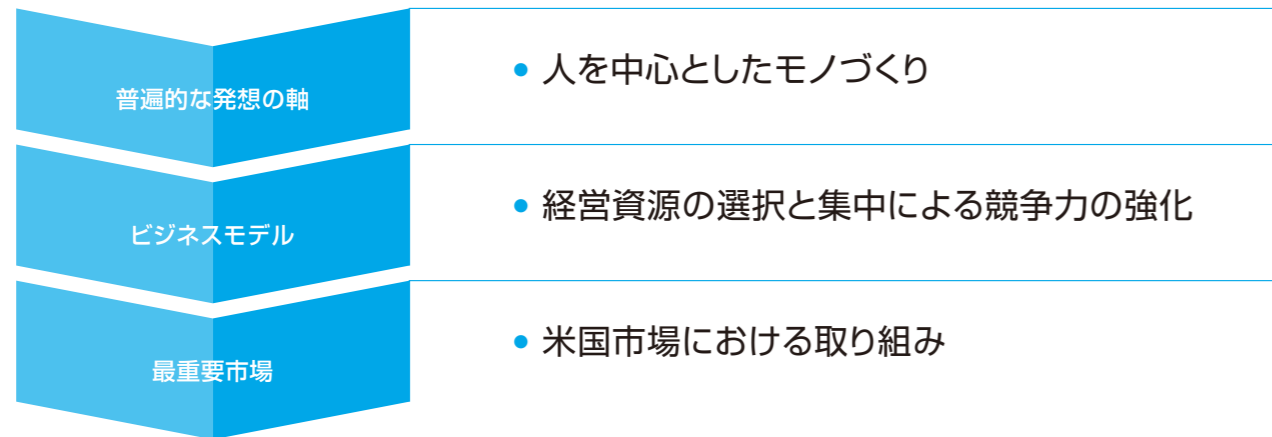 普遍的な発想の軸
• 人を中心としたモノづくり
ビジネスモデル
• 経営資源の選択と集中による競争力の強化
最重要市場
• 米国市場における取り組み